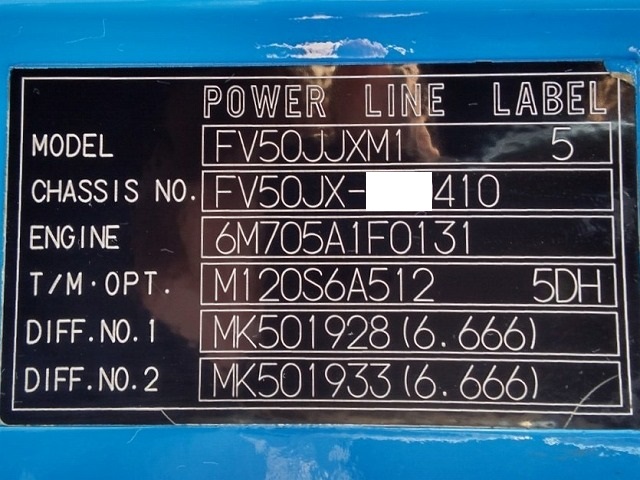 POWER LINE LABEL
MODEL FV50JJXM1 5
CHASSIS NO. FV50JX- 410
ENGINE 6M705A1F0131
T/M·OPT. M120S6A512 5DH
DIFF.NO.1 MK501928(6.666)
DIFF.NO.2 MK501933(6.666)